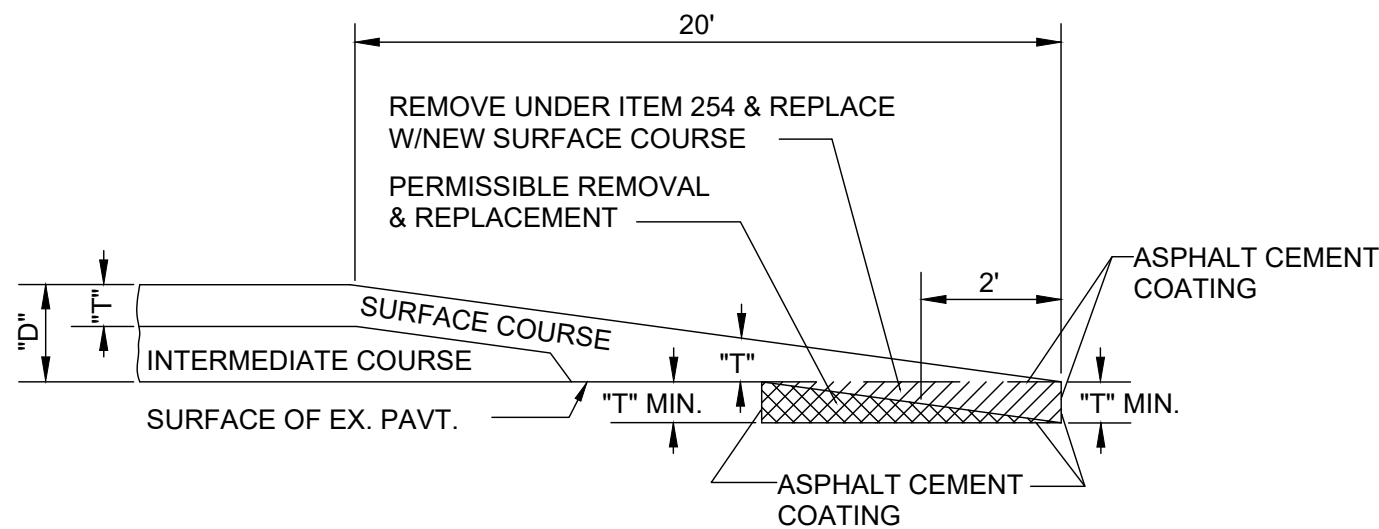 20'
REMOVE UNDER ITEM 254 & REPLACE
W/NEW SURFACE COURSE
PERMISSIBLE REMOVAL
& REPLACEMENT
ASPHALT CEMENT
COATING
2'
"D"
"T"
SURFACE COURSE
"T"
INTERMEDIATE COURSE
"T" MIN.
"T" MIN.
SURFACE OF EX. PAVT.
ASPHALT CEMENT
COATING